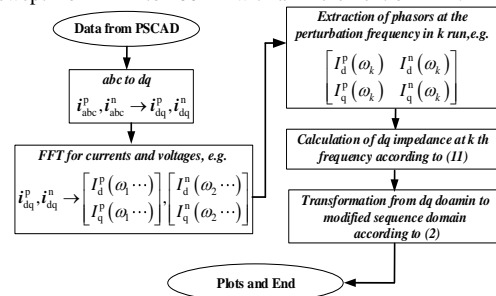 Data from PSCAD
abc to dq
i^p_abc, i^n_abc → i^p_dq, i^n_dq
FFT for currents and voltages, e.g.
i^p_dq, i^n_dq → [I^p_d(ω₁ ⋯) I^p_q(ω₁ ⋯)], [I^n_d(ω₂ ⋯) I^n_q(ω₂ ⋯)]
Extraction of phasors at the
perturbation frequency in k run,e.g.
[I^p_d(ω_k) I^n_d(ω_k)
I^p_q(ω_k) I^n_q(ω_k)]
Calculation of dq impedance at k th
frequency according to (11)
Transformation from dq doamin to
modified sequence domain
according to (2)
Plots and End